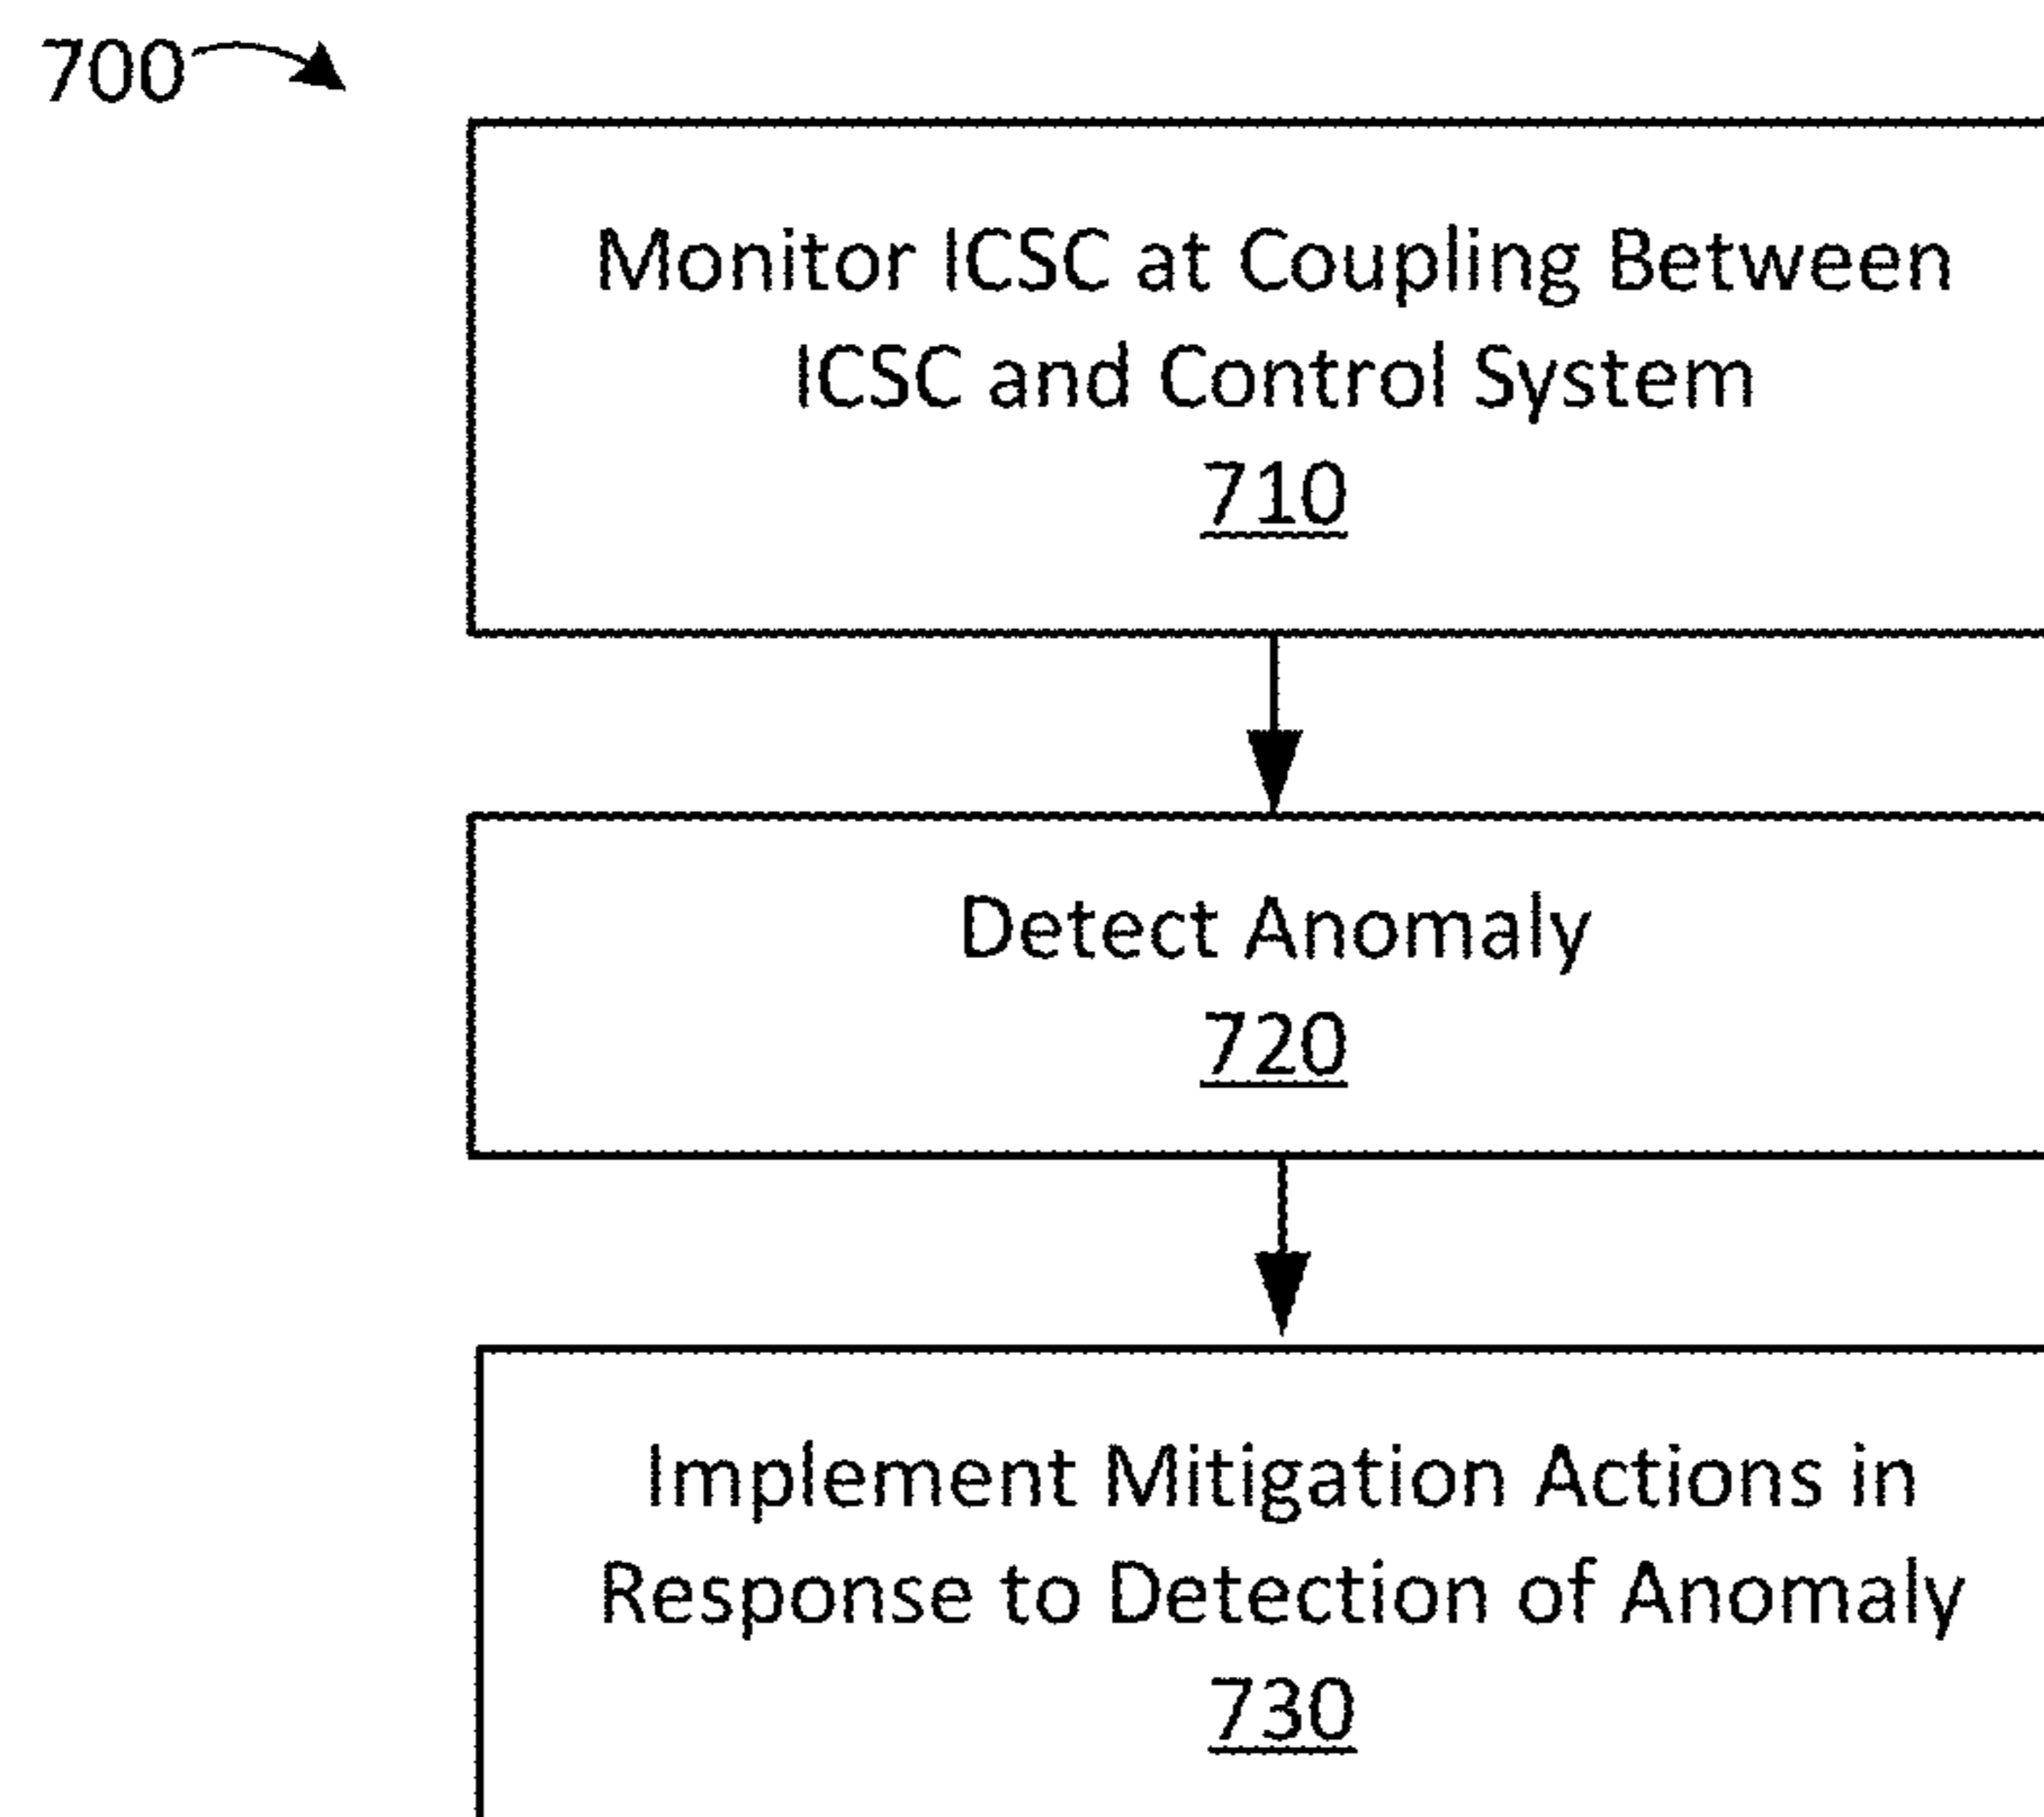 700
Monitor ICSC at Coupling Between
ICSC and Control System
710
Detect Anomaly
720
Implement Mitigation Actions in
Response to Detection of Anomaly
730